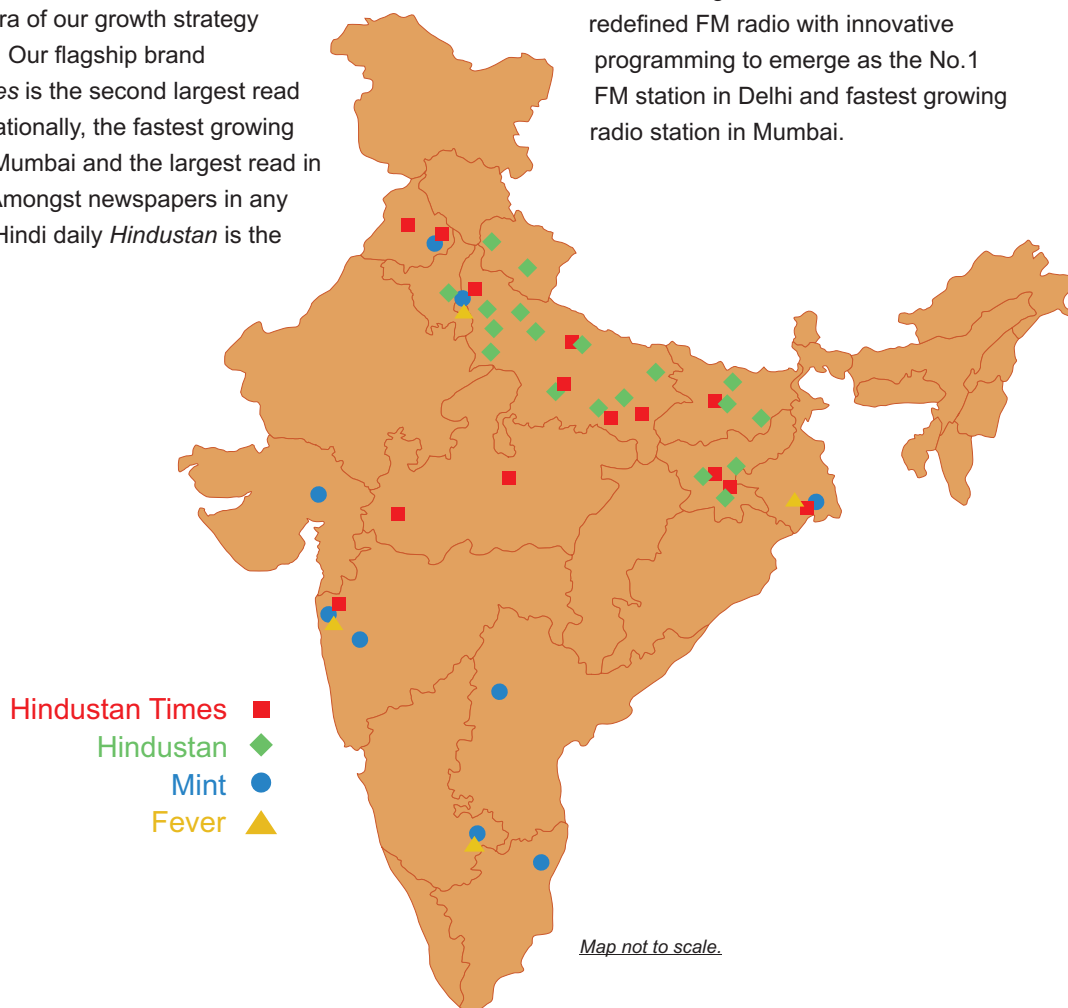 ra of our growth strategy
Our flagship brand
es is the second largest read
ationally, the fastest growing
Mumbai and the largest read in
Amongst newspapers in any
Hindi daily Hindustan is the
redefined FM radio with innovative
programming to emerge as the No.1
FM station in Delhi and fastest growing
radio station in Mumbai.
Hindustan Times
Hindustan
Mint
Fever
Map not to scale.